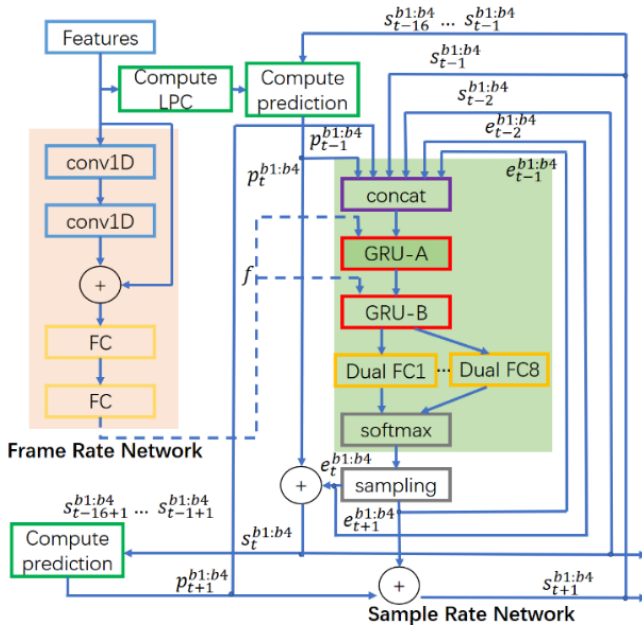 s_{t-16}^{b1:b4} ... s_{t-1}^{b1:b4}
Features
s_{t-1}^{b1:b4}
Compute
LPC
Compute
prediction
s_{t-2}^{b1:b4}
e_{t-2}^{b1:b4}
p_{t-1}^{b1:b4}
e_{t-1}^{b1:b4}
p_t^{b1:b4}
conv1D
concat
conv1D
GRU-A
+
f
GRU-B
FC
Dual FC1
...
Dual FC8
FC
softmax
Frame Rate Network
e_t^{b1:b4}
+
sampling
s_{t-16+1}^{b1:b4} ... s_{t-1+1}^{b1:b4}
e_{t+1}^{b1:b4}
s_t^{b1:b4}
Compute
prediction
p_{t+1}^{b1:b4}
+
s_{t+1}^{b1:b4}
Sample Rate Network